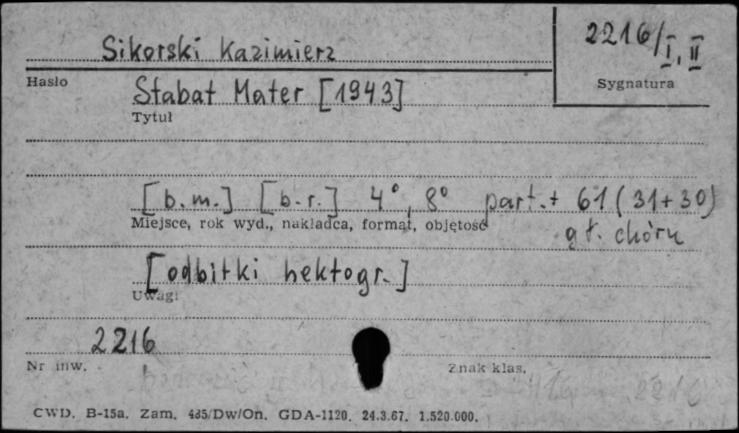 Sikorski Kazimierz
2216/I, II
Hasło
Sygnatura
Stabat Mater [1943]
Tytuł
[b.m.] [b.r.] 4°, 8° part. + 61 (31+30)
Miejsce, rok wyd., nakładca, format, objętość
gł. chóru
[odbitki hektogr.]
Uwagi
2216
Nr inw.
Znak klas.
CWD. B-15a. Zam. 485/Dw/On. GDA-1120. 24.3.67. 1.520.000.